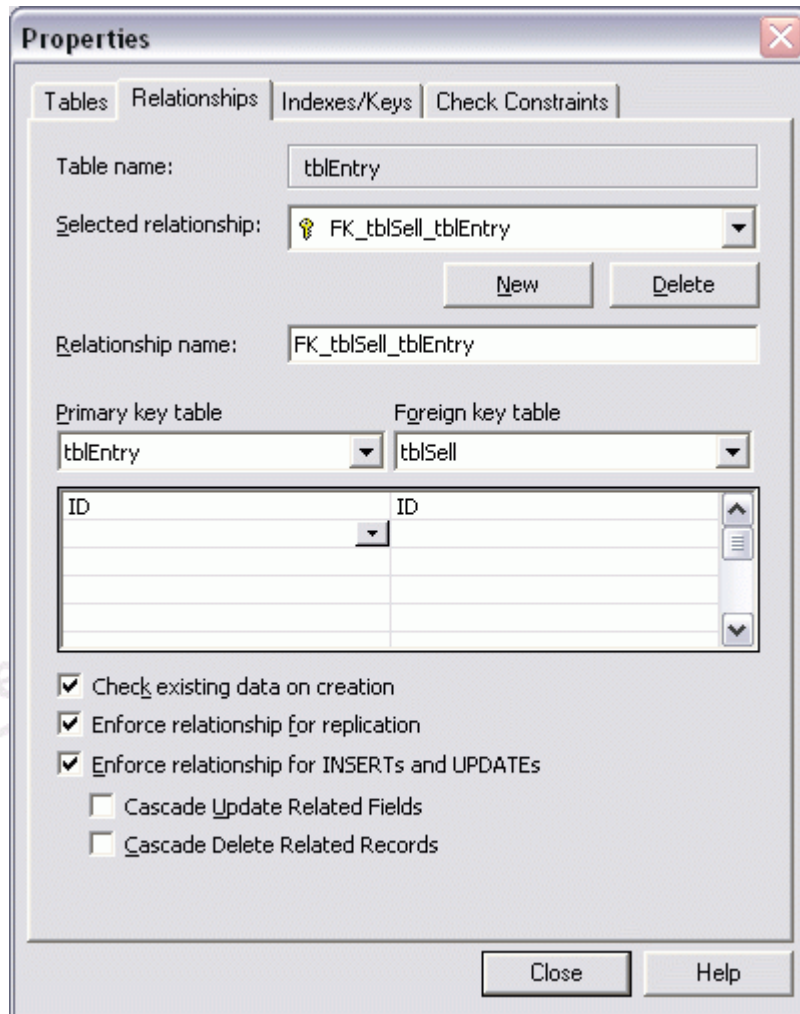 Properties
Tables Relationships Indexes/Keys Check Constraints
Table name: tblEntry
Selected relationship: FK_tblSell_tblEntry
New Delete
Relationship name: FK_tblSell_tblEntry
Primary key table Foreign key table
tblEntry tblSell
ID ID
Check existing data on creation
Enforce relationship for replication
Enforce relationship for INSERTs and UPDATEs
Cascade Update Related Fields
Cascade Delete Related Records
Close Help